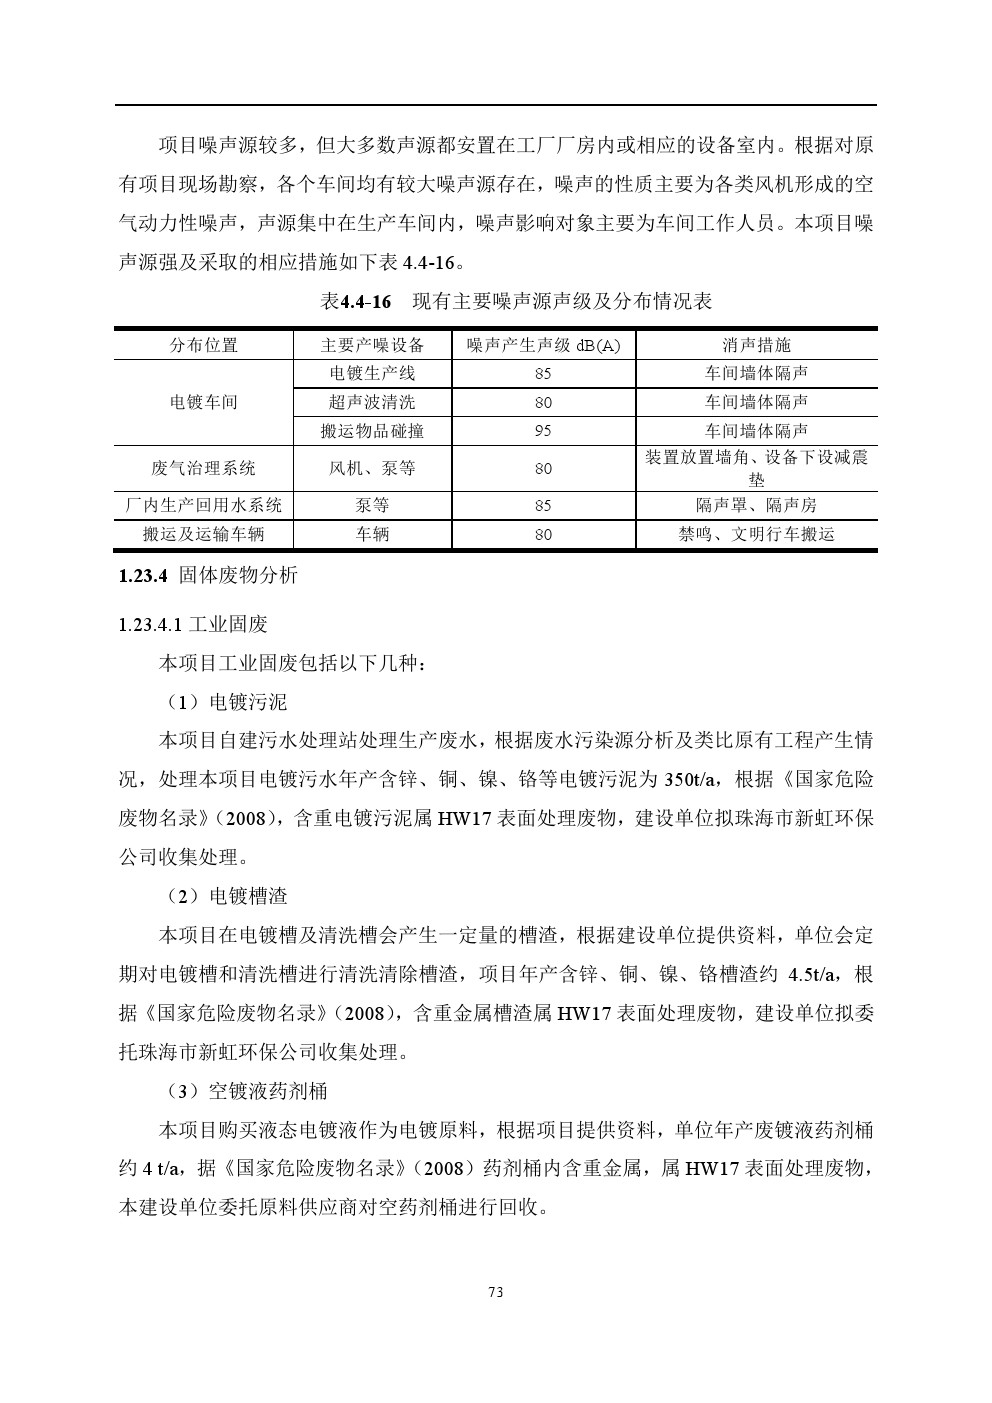 项目噪声源较多，但大多数声源都安置在工厂厂房内或相应的设备室内。根据对原
有项目现场勘察，各个车间均有较大噪声源存在，噪声的性质主要为各类风机形成的空
气动力性噪声，声源集中在生产车间内，噪声影响对象主要为车间工作人员。本项目噪
声源强及采取的相应措施如下表 4.4-16。
表4.4-16 现有主要噪声源声级及分布情况表
分布位置 主要产噪设备 噪声产生声级 dB(A) 消声措施
电镀车间 电镀生产线 85 车间墙体隔声
超声波清洗 80 车间墙体隔声
搬运物品碰撞 95 车间墙体隔声
废气治理系统 风机、泵等 80 装置放置墙角、设备下设减震
垫
厂内生产回用水系统 泵等 85 隔声罩、隔声房
搬运及运输车辆 车辆 80 禁鸣、文明行车搬运
1.23.4 固体废物分析
1.23.4.1 工业固废
本项目工业固废包括以下几种：
（1）电镀污泥
本项目自建污水处理站处理生产废水，根据废水污染源分析及类比原有工程产生情
况，处理本项目电镀污水年产含锌、铜、镍、铬等电镀污泥为 350t/a，根据《国家危险
废物名录》（2008），含重电镀污泥属 HW17 表面处理废物，建设单位拟珠海市新虹环保
公司收集处理。
（2）电镀槽渣
本项目在电镀槽及清洗槽会产生一定量的槽渣，根据建设单位提供资料，单位会定
期对电镀槽和清洗槽进行清洗清除槽渣，项目年产含锌、铜、镍、铬槽渣约 4.5t/a，根
据《国家危险废物名录》（2008），含重金属槽渣属 HW17 表面处理废物，建设单位拟委
托珠海市新虹环保公司收集处理。
（3）空镀液药剂桶
本项目购买液态电镀液作为电镀原料，根据项目提供资料，单位年产废镀液药剂桶
约 4 t/a，据《国家危险废物名录》（2008）药剂桶内含重金属，属 HW17 表面处理废物，
本建设单位委托原料供应商对空药剂桶进行回收。
73